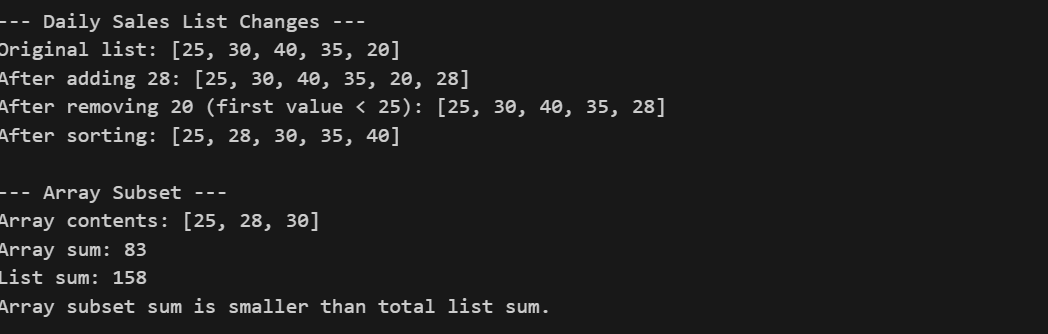 --- Daily Sales List Changes ---
Original list: [25, 30, 40, 35, 20]
After adding 28: [25, 30, 40, 35, 20, 28]
After removing 20 (first value < 25): [25, 30, 40, 35, 28]
After sorting: [25, 28, 30, 35, 40]

--- Array Subset ---
Array contents: [25, 28, 30]
Array sum: 83
List sum: 158
Array subset sum is smaller than total list sum.